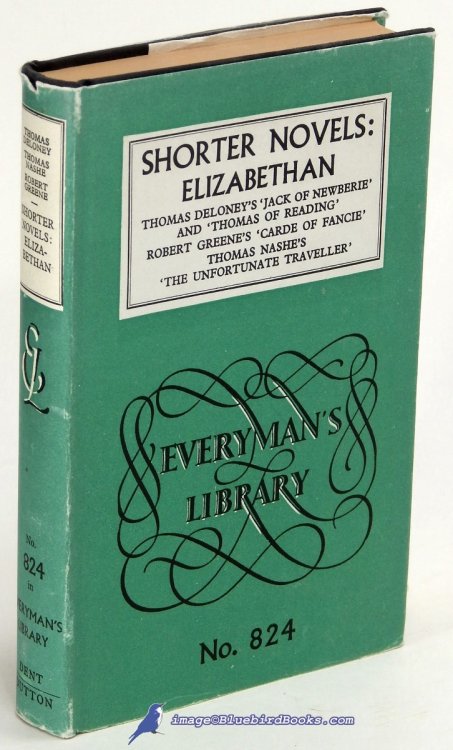 SHORTER NOVELS:
ELIZABETHAN
THOMAS DELONEY'S 'JACK OF NEWBERIE'
AND 'THOMAS OF READING'
ROBERT GREENE'S 'CARDE OF FANCIE'
THOMAS NASHE'S
'THE UNFORTUNATE TRAVELLER'
EVERYMAN'S
LIBRARY
No. 824
THOMAS
DELONEY
THOMAS
NASHE
ROBERT
GREENE
—
SHORTER
NOVELS:
ELIZA-
BETHAN
EL
No.
824
in
EVERYMAN'S
LIBRARY
DENT
DUTTON
image©BluebirdBooks.com